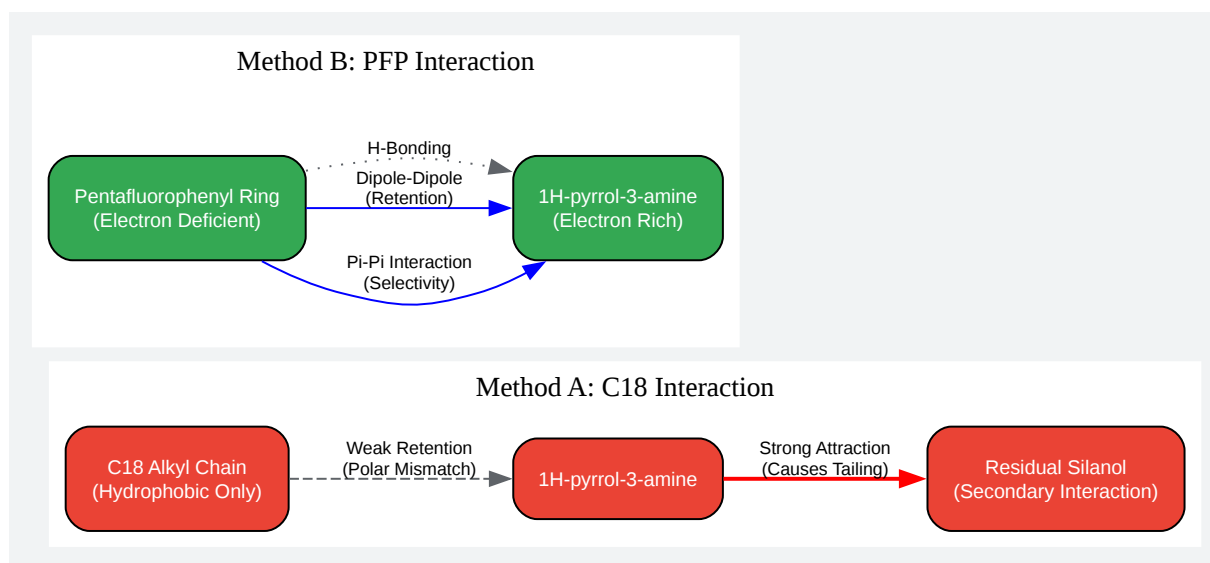 Method B: PFP Interaction
H-Bonding
Dipole-Dipole
(Retention)
Pentafluorophenyl Ring
(Electron Deficient)
1H-pyrrol-3-amine
(Electron Rich)
Pi-Pi Interaction
(Selectivity)
Method A: C18 Interaction
C18 Alkyl Chain
(Hydrophobic Only)
Weak Retention
(Polar Mismatch)
1H-pyrrol-3-amine
Strong Attraction
(Causes Tailing)
Residual Silanol
(Secondary Interaction)